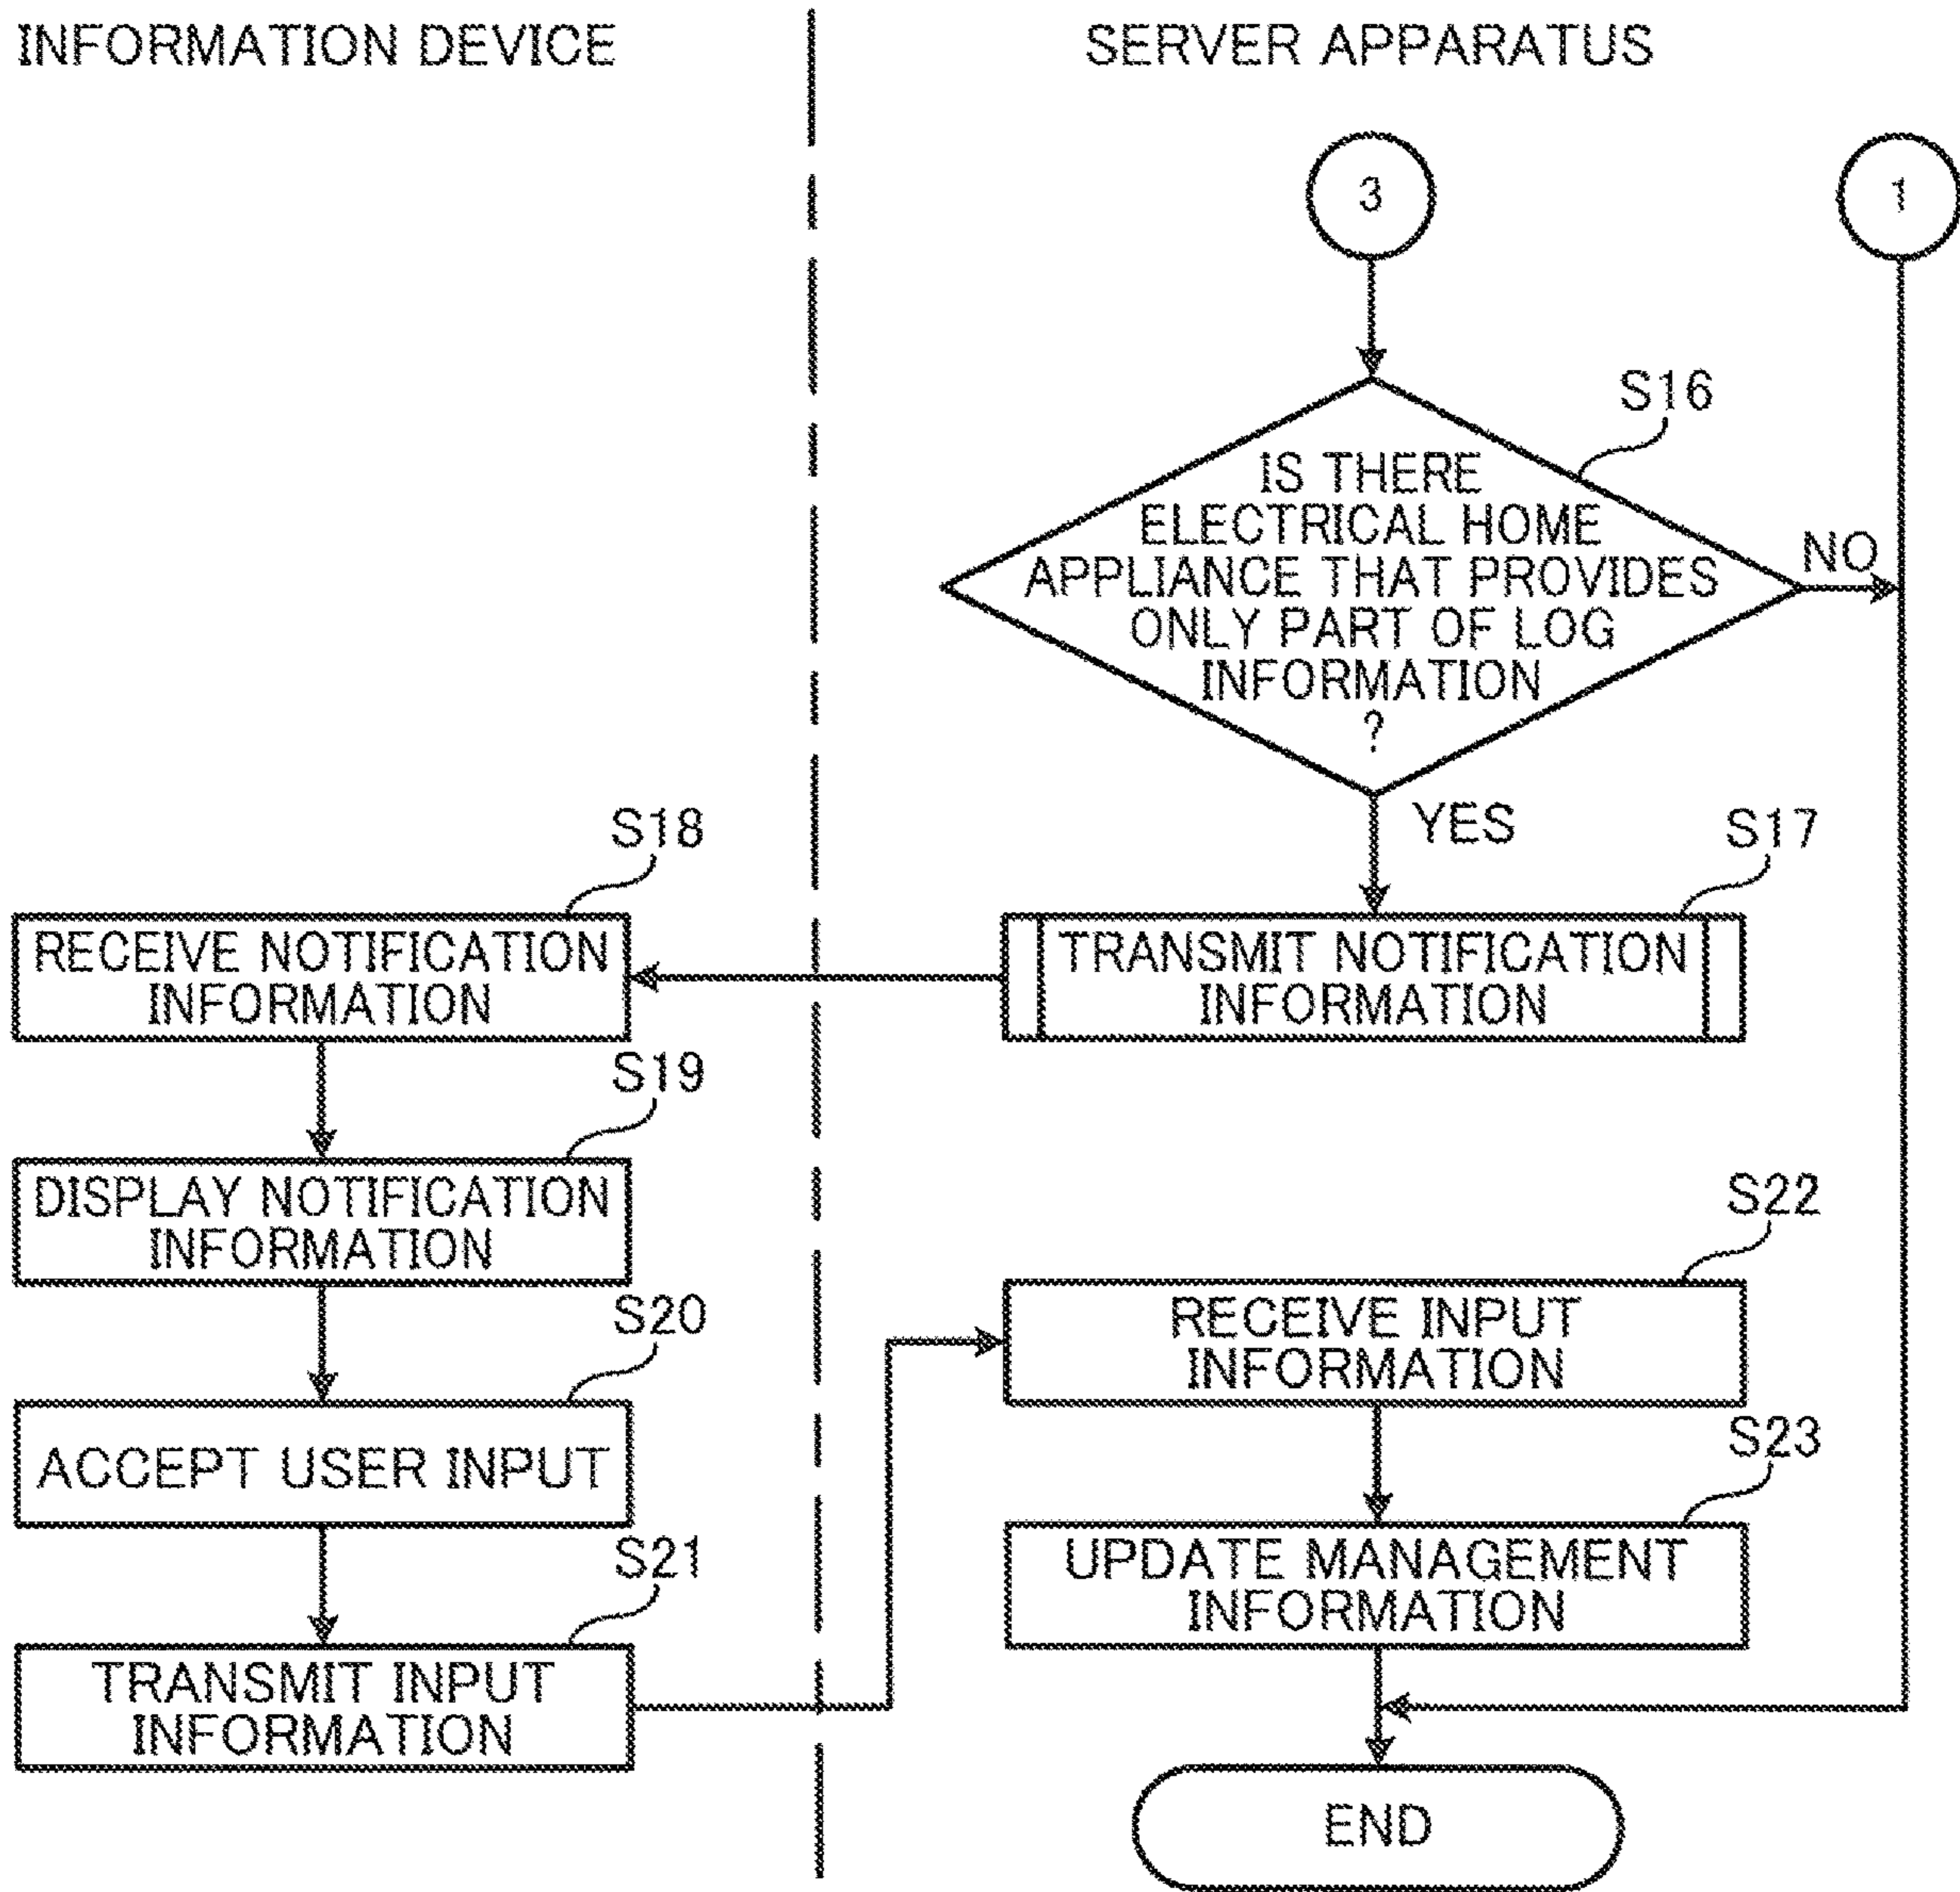 INFORMATION DEVICE
SERVER APPARATUS
3
1
S16
IS THERE
ELECTRICAL HOME
APPLIANCE THAT PROVIDES
ONLY PART OF LOG
INFORMATION
?
NO
YES
S17
TRANSMIT NOTIFICATION
INFORMATION
S18
RECEIVE NOTIFICATION
INFORMATION
S19
DISPLAY NOTIFICATION
INFORMATION
S20
ACCEPT USER INPUT
S21
TRANSMIT INPUT
INFORMATION
S22
RECEIVE INPUT
INFORMATION
S23
UPDATE MANAGEMENT
INFORMATION
END